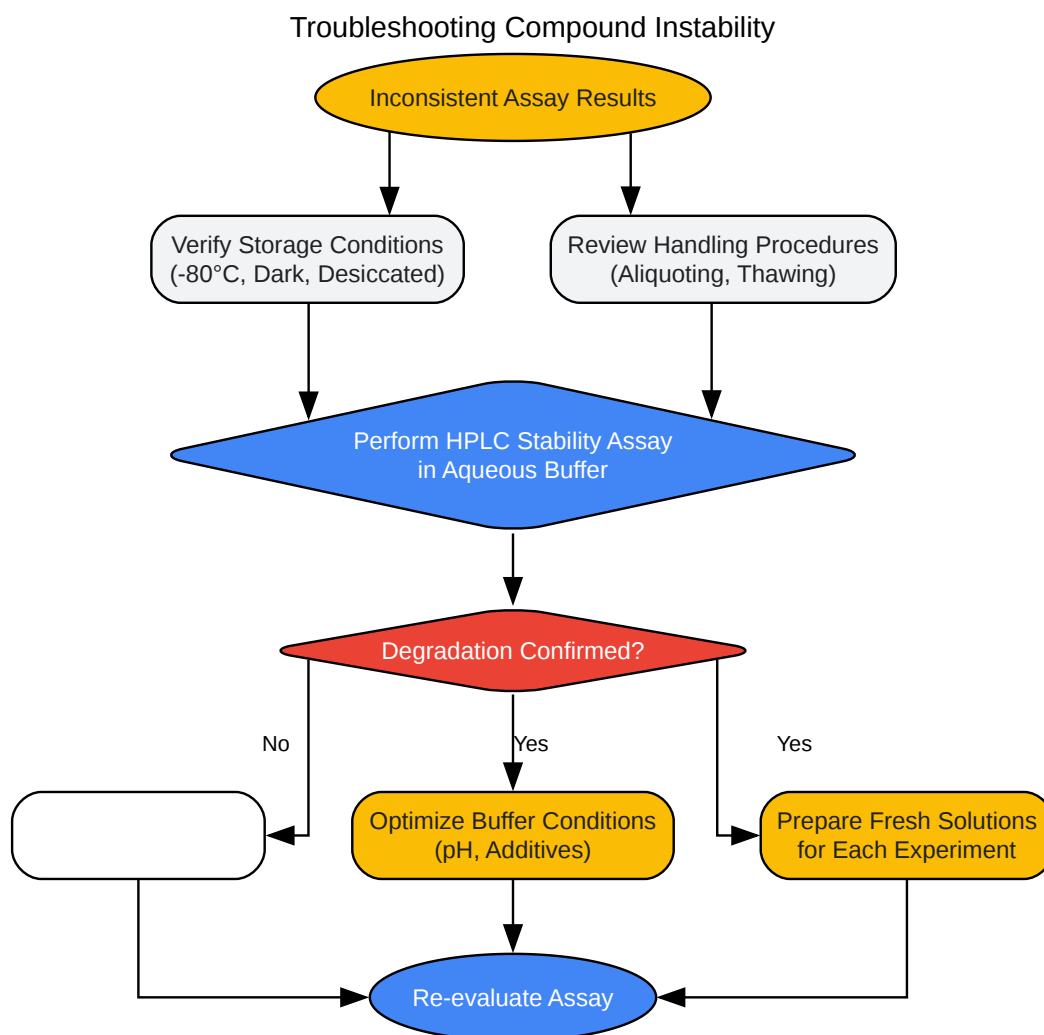 Troubleshooting Compound Instability
Inconsistent Assay Results
Verify Storage Conditions
(-80°C, Dark, Desiccated)
Review Handling Procedures
(Aliquoting, Thawing)
Perform HPLC Stability Assay
in Aqueous Buffer
Degradation Confirmed?
No
Yes
Yes
Optimize Buffer Conditions
(pH, Additives)
Prepare Fresh Solutions
for Each Experiment
Re-evaluate Assay